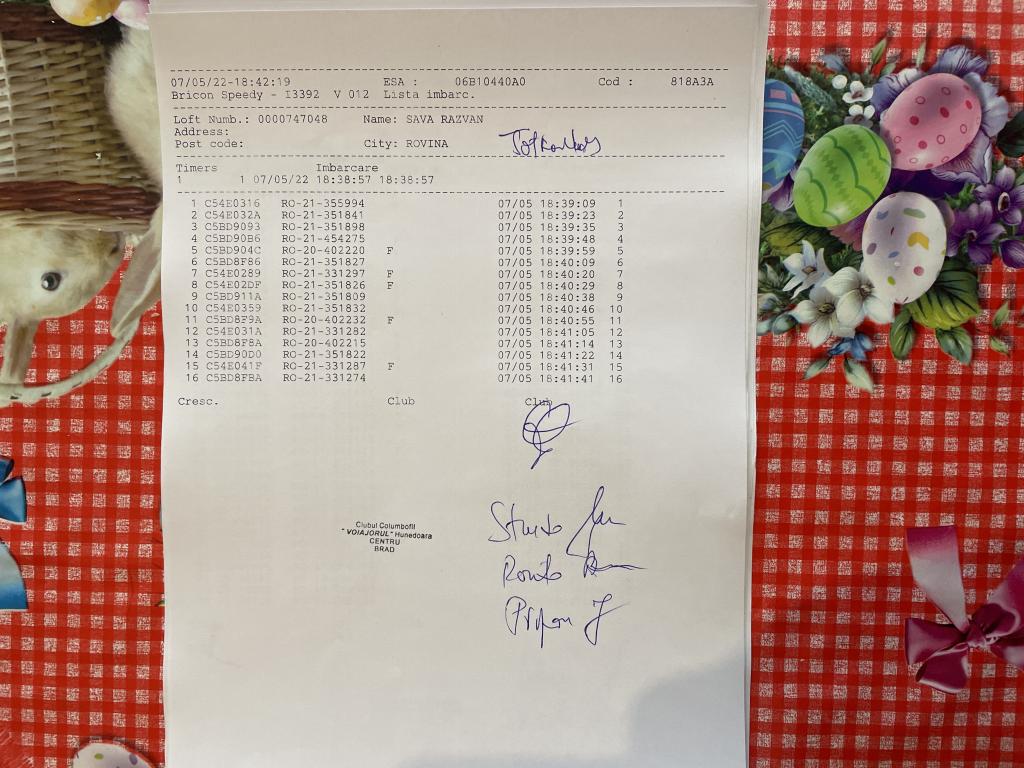 07/05/22-18:42:19 ESA : 06B10440A0 Cod : 818A3A
Bricon Speedy - I3392 V 012 Lista imbarc.
Loft Numb.: 0000747048 Name: SAVA RAZVAN
Address:
Post code: City: ROVINA
Timers Imbarcare
1 1 07/05/22 18:38:57 18:38:57
1 C54E0316 RO-21-355994 07/05 18:39:09 1
2 C54E032A RO-21-351841 07/05 18:39:23 2
3 C5BD9093 RO-21-351898 07/05 18:39:35 3
4 C5BD90B6 RO-21-454275 07/05 18:39:48 4
5 C5BD904C RO-20-402220 F 07/05 18:39:59 5
6 C5BD8F86 RO-21-351827 07/05 18:40:09 6
7 C54E0289 RO-21-331297 F 07/05 18:40:20 7
8 C54E02DF RO-21-351826 F 07/05 18:40:29 8
9 C5BD911A RO-21-351809 07/05 18:40:38 9
10 C54E0359 RO-21-351832 07/05 18:40:46 10
11 C5BD8F9A RO-20-402232 F 07/05 18:40:55 11
12 C54E031A RO-21-331282 07/05 18:41:05 12
13 C5BD8F8A RO-20-402215 07/05 18:41:14 13
14 C5BD90D0 RO-21-351822 07/05 18:41:22 14
15 C54E041F RO-21-331287 F 07/05 18:41:31 15
16 C5BD8FBA RO-21-331274 07/05 18:41:41 16
Cresc. Club Club
Clubul Columbofil
"VOIAJORUL" Hunedoara
CENTRU
BRAD